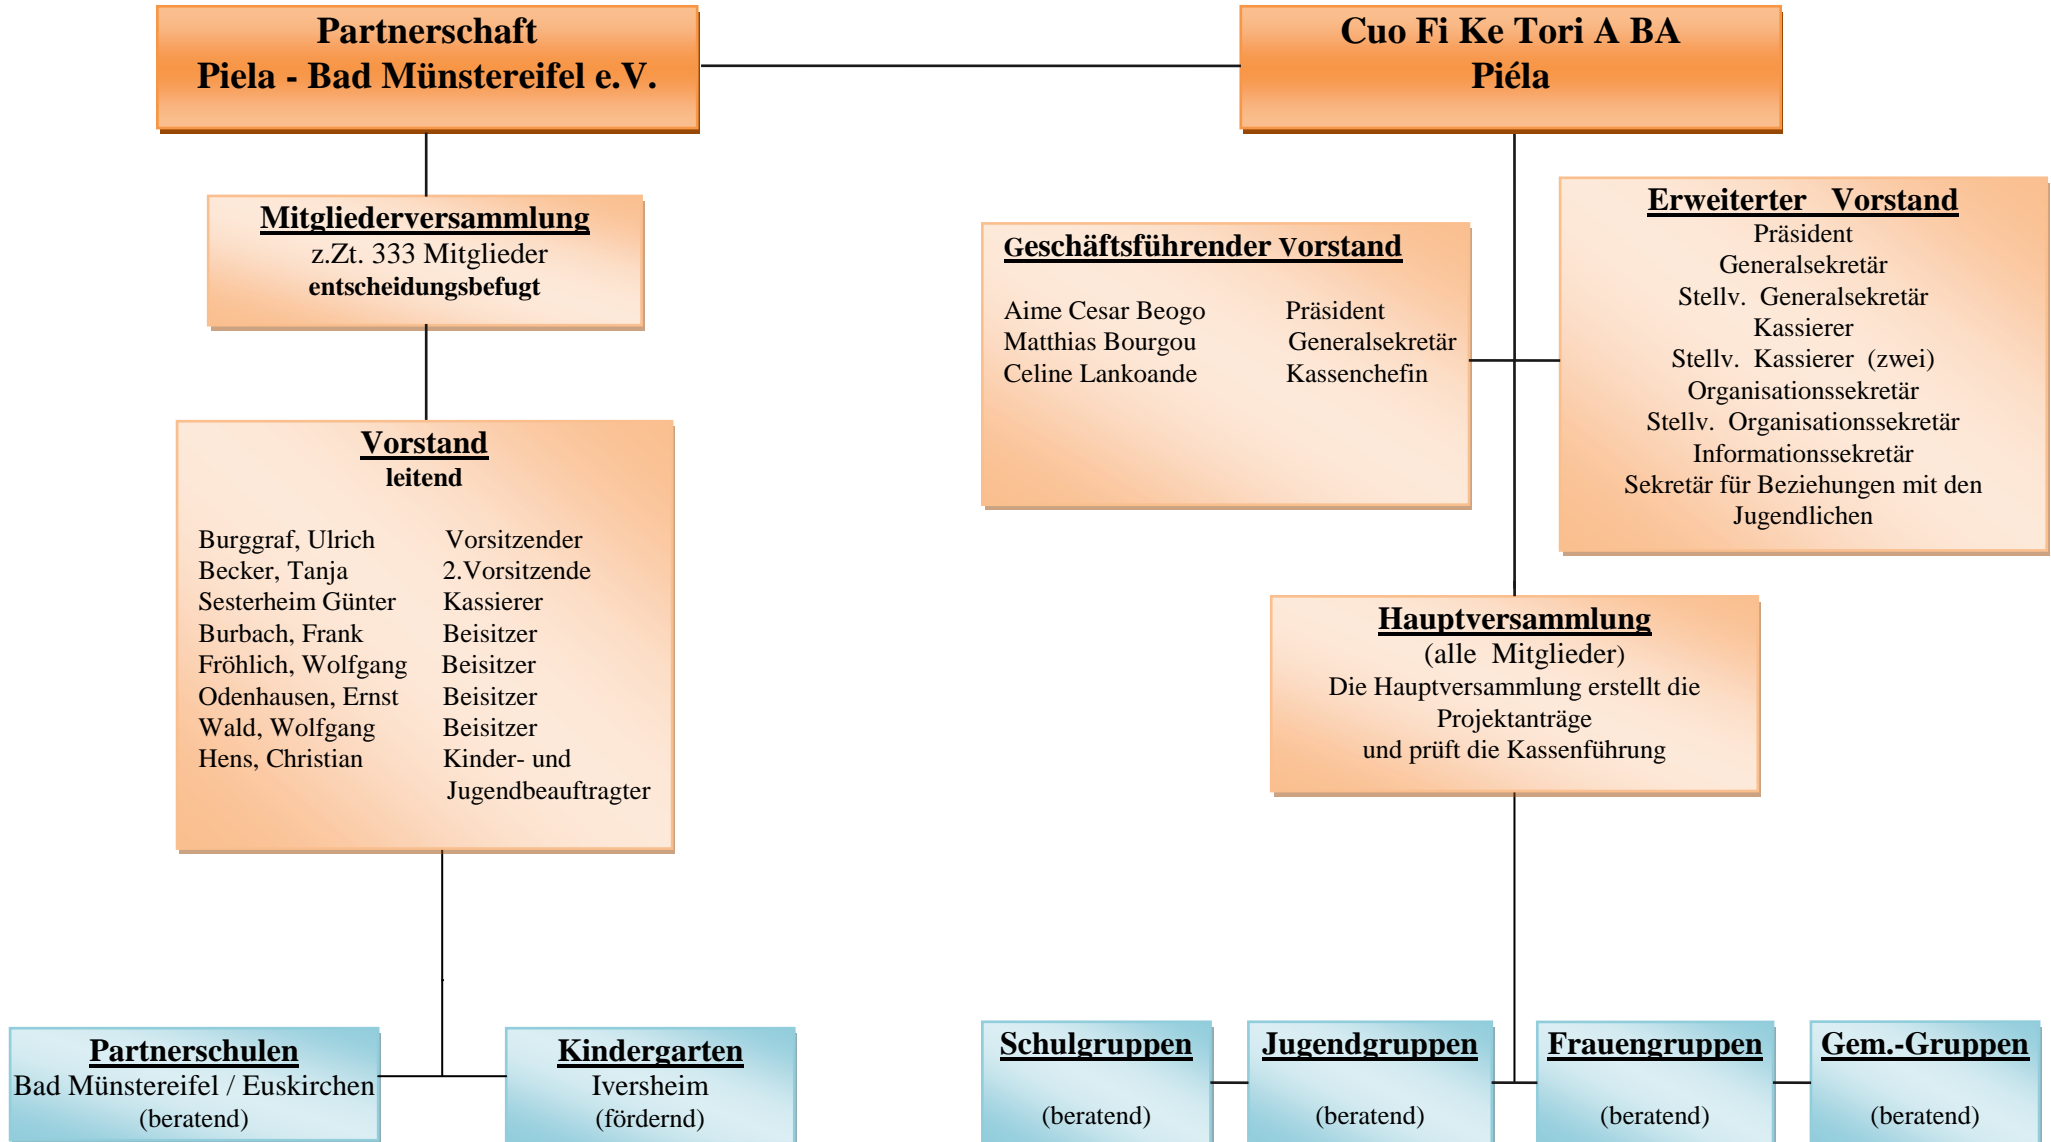 Partnerschaft
Piela - Bad Münstereifel e.V.
Cuo Fi Ke Tori A BA
Piéla
Mitgliederversammlung
z.Zt. 333 Mitglieder
entscheidungsbefugt
Vorstand
leitend
Burggraf, Ulrich Vorsitzender
Becker, Tanja 2.Vorsitzende
Sesterheim Günter Kassierer
Burbach, Frank Beisitzer
Fröhlich, Wolfgang Beisitzer
Odenhausen, Ernst Beisitzer
Wald, Wolfgang Beisitzer
Hens, Christian Kinder- und
Jugendbeauftragter
Partnerschulen
Bad Münstereifel / Euskirchen
(beratend)
Kindergarten
Iversheim
(fördernd)
Geschäftsführender Vorstand
Aime Cesar Beogo Präsident
Matthias Bourgou Generalsekretär
Celine Lankoande Kassenchefin
Erweiterter Vorstand
Präsident
Generalsekretär
Stellv. Generalsekretär
Kassierer
Stellv. Kassierer (zwei)
Organisationssekretär
Stellv. Organisationssekretär
Informationssekretär
Sekretär für Beziehungen mit den
Jugendlichen
Hauptversammlung
(alle Mitglieder)
Die Hauptversammlung erstellt die
Projektanträge
und prüft die Kassenführung
Schulgruppen
(beratend)
Jugendgruppen
(beratend)
Frauengruppen
(beratend)
Gem.-Gruppen
(beratend)